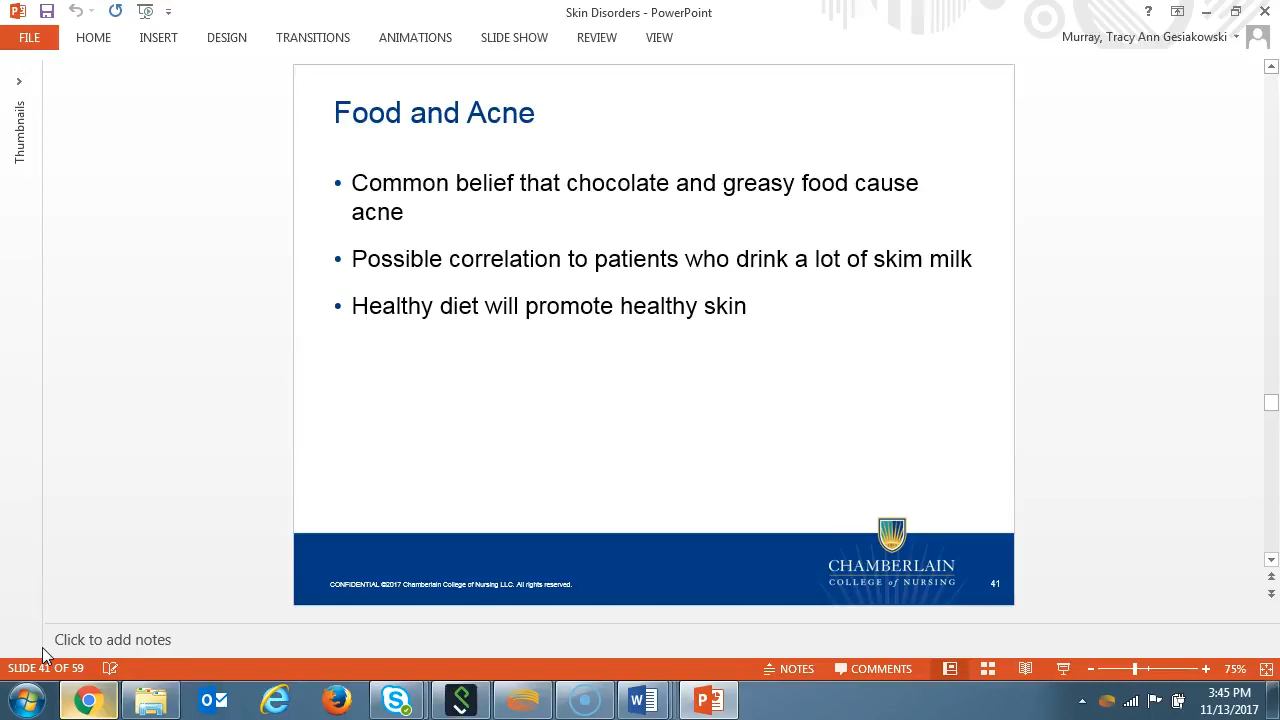 Skin Disorders - PowerPoint
?
FILE
HOME
INSERT
DESIGN
TRANSITIONS
ANIMATIONS
SLIDE SHOW
REVIEW
VIEW
Murray, Tracy Ann Gesiakowski
Thumbnails
Food and Acne
• Common belief that chocolate and greasy food cause
acne
• Possible correlation to patients who drink a lot of skim milk
• Healthy diet will promote healthy skin
CHAMBERLAIN
COLLEGE of NURSING
CONFIDENTIAL ©2017 Chamberlain College of Nursing LLC. All rights reserved.
41
Click to add notes
SLIDE 41 OF 59
NOTES
COMMENTS
75%
3:45 PM
11/13/2017